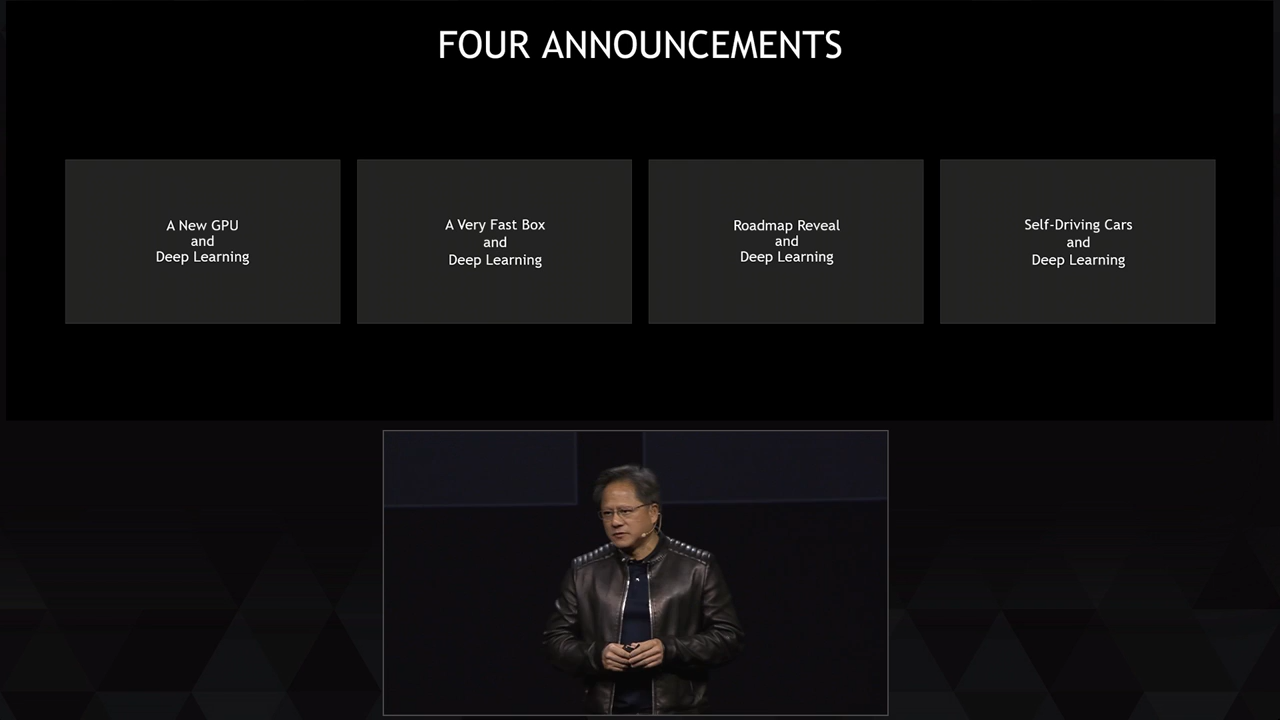 FOUR ANNOUNCEMENTS
A New GPU
and
Deep Learning
A Very Fast Box
and
Deep Learning
Roadmap Reveal
and
Deep Learning
Self-Driving Cars
and
Deep Learning